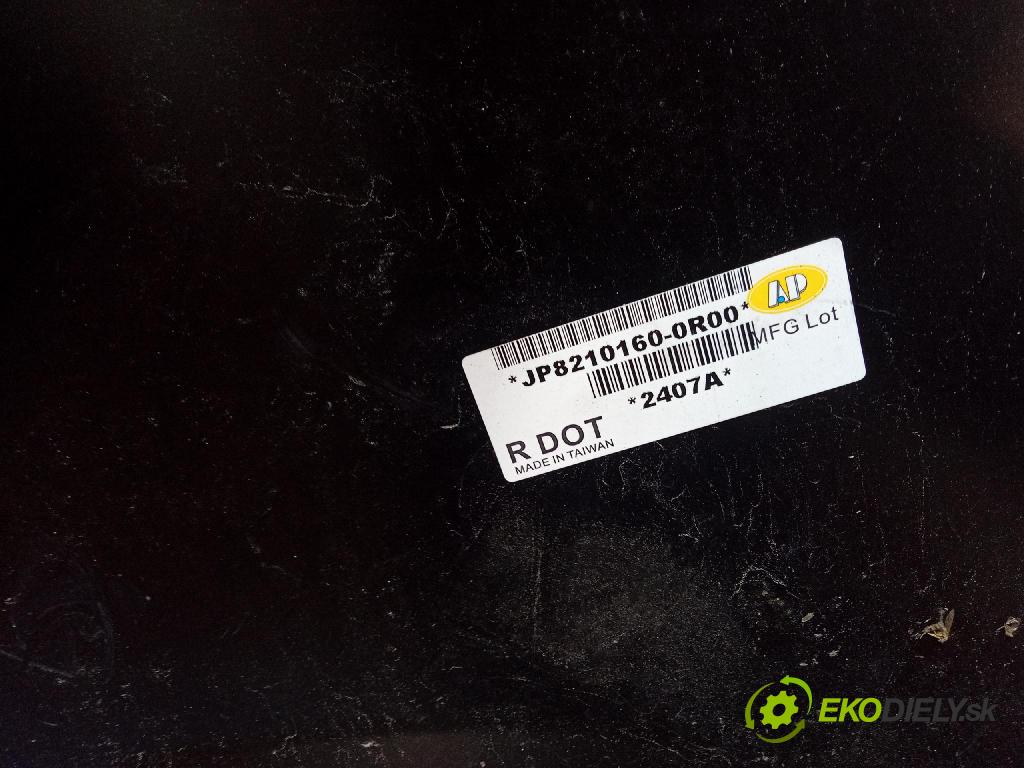 AP
*JP8210160-0R00*
MFG Lot
*2407A*
R DOT
MADE IN TAIWAN
EKODIELY.sk